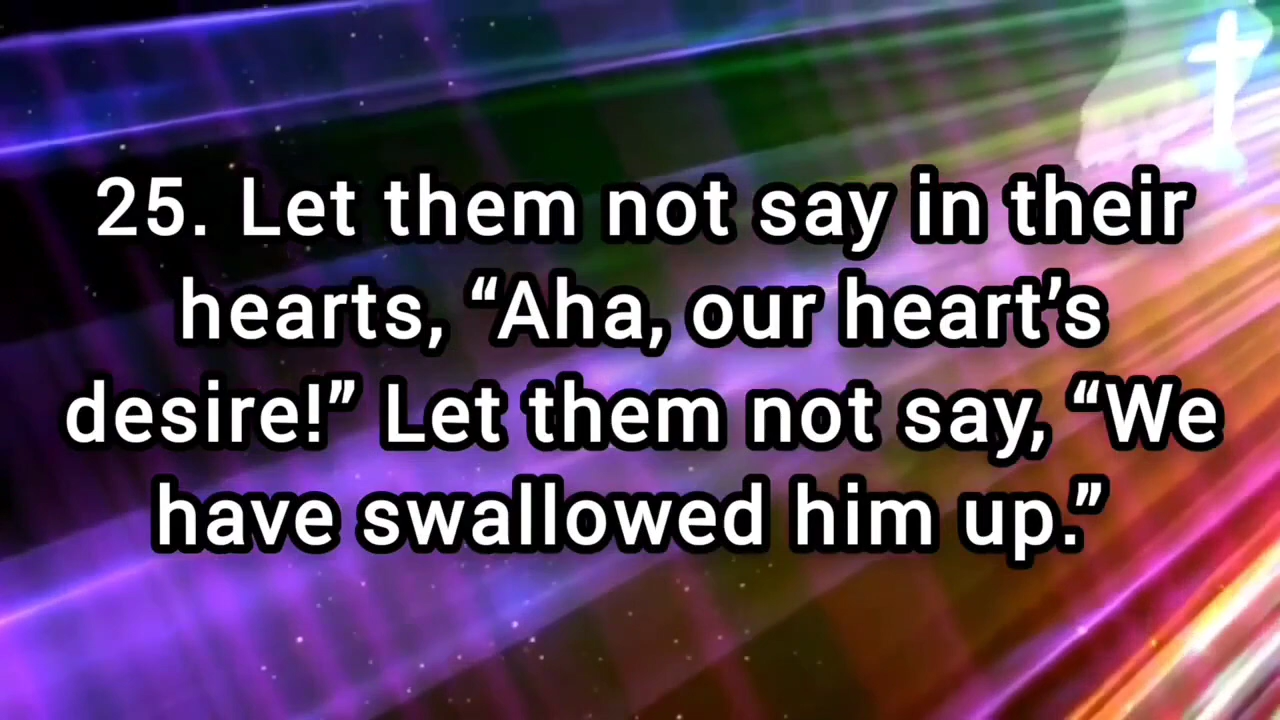 25. Let them not say in their
hearts, “Aha, our heart’s
desire!” Let them not say, “We
have swallowed him up.”